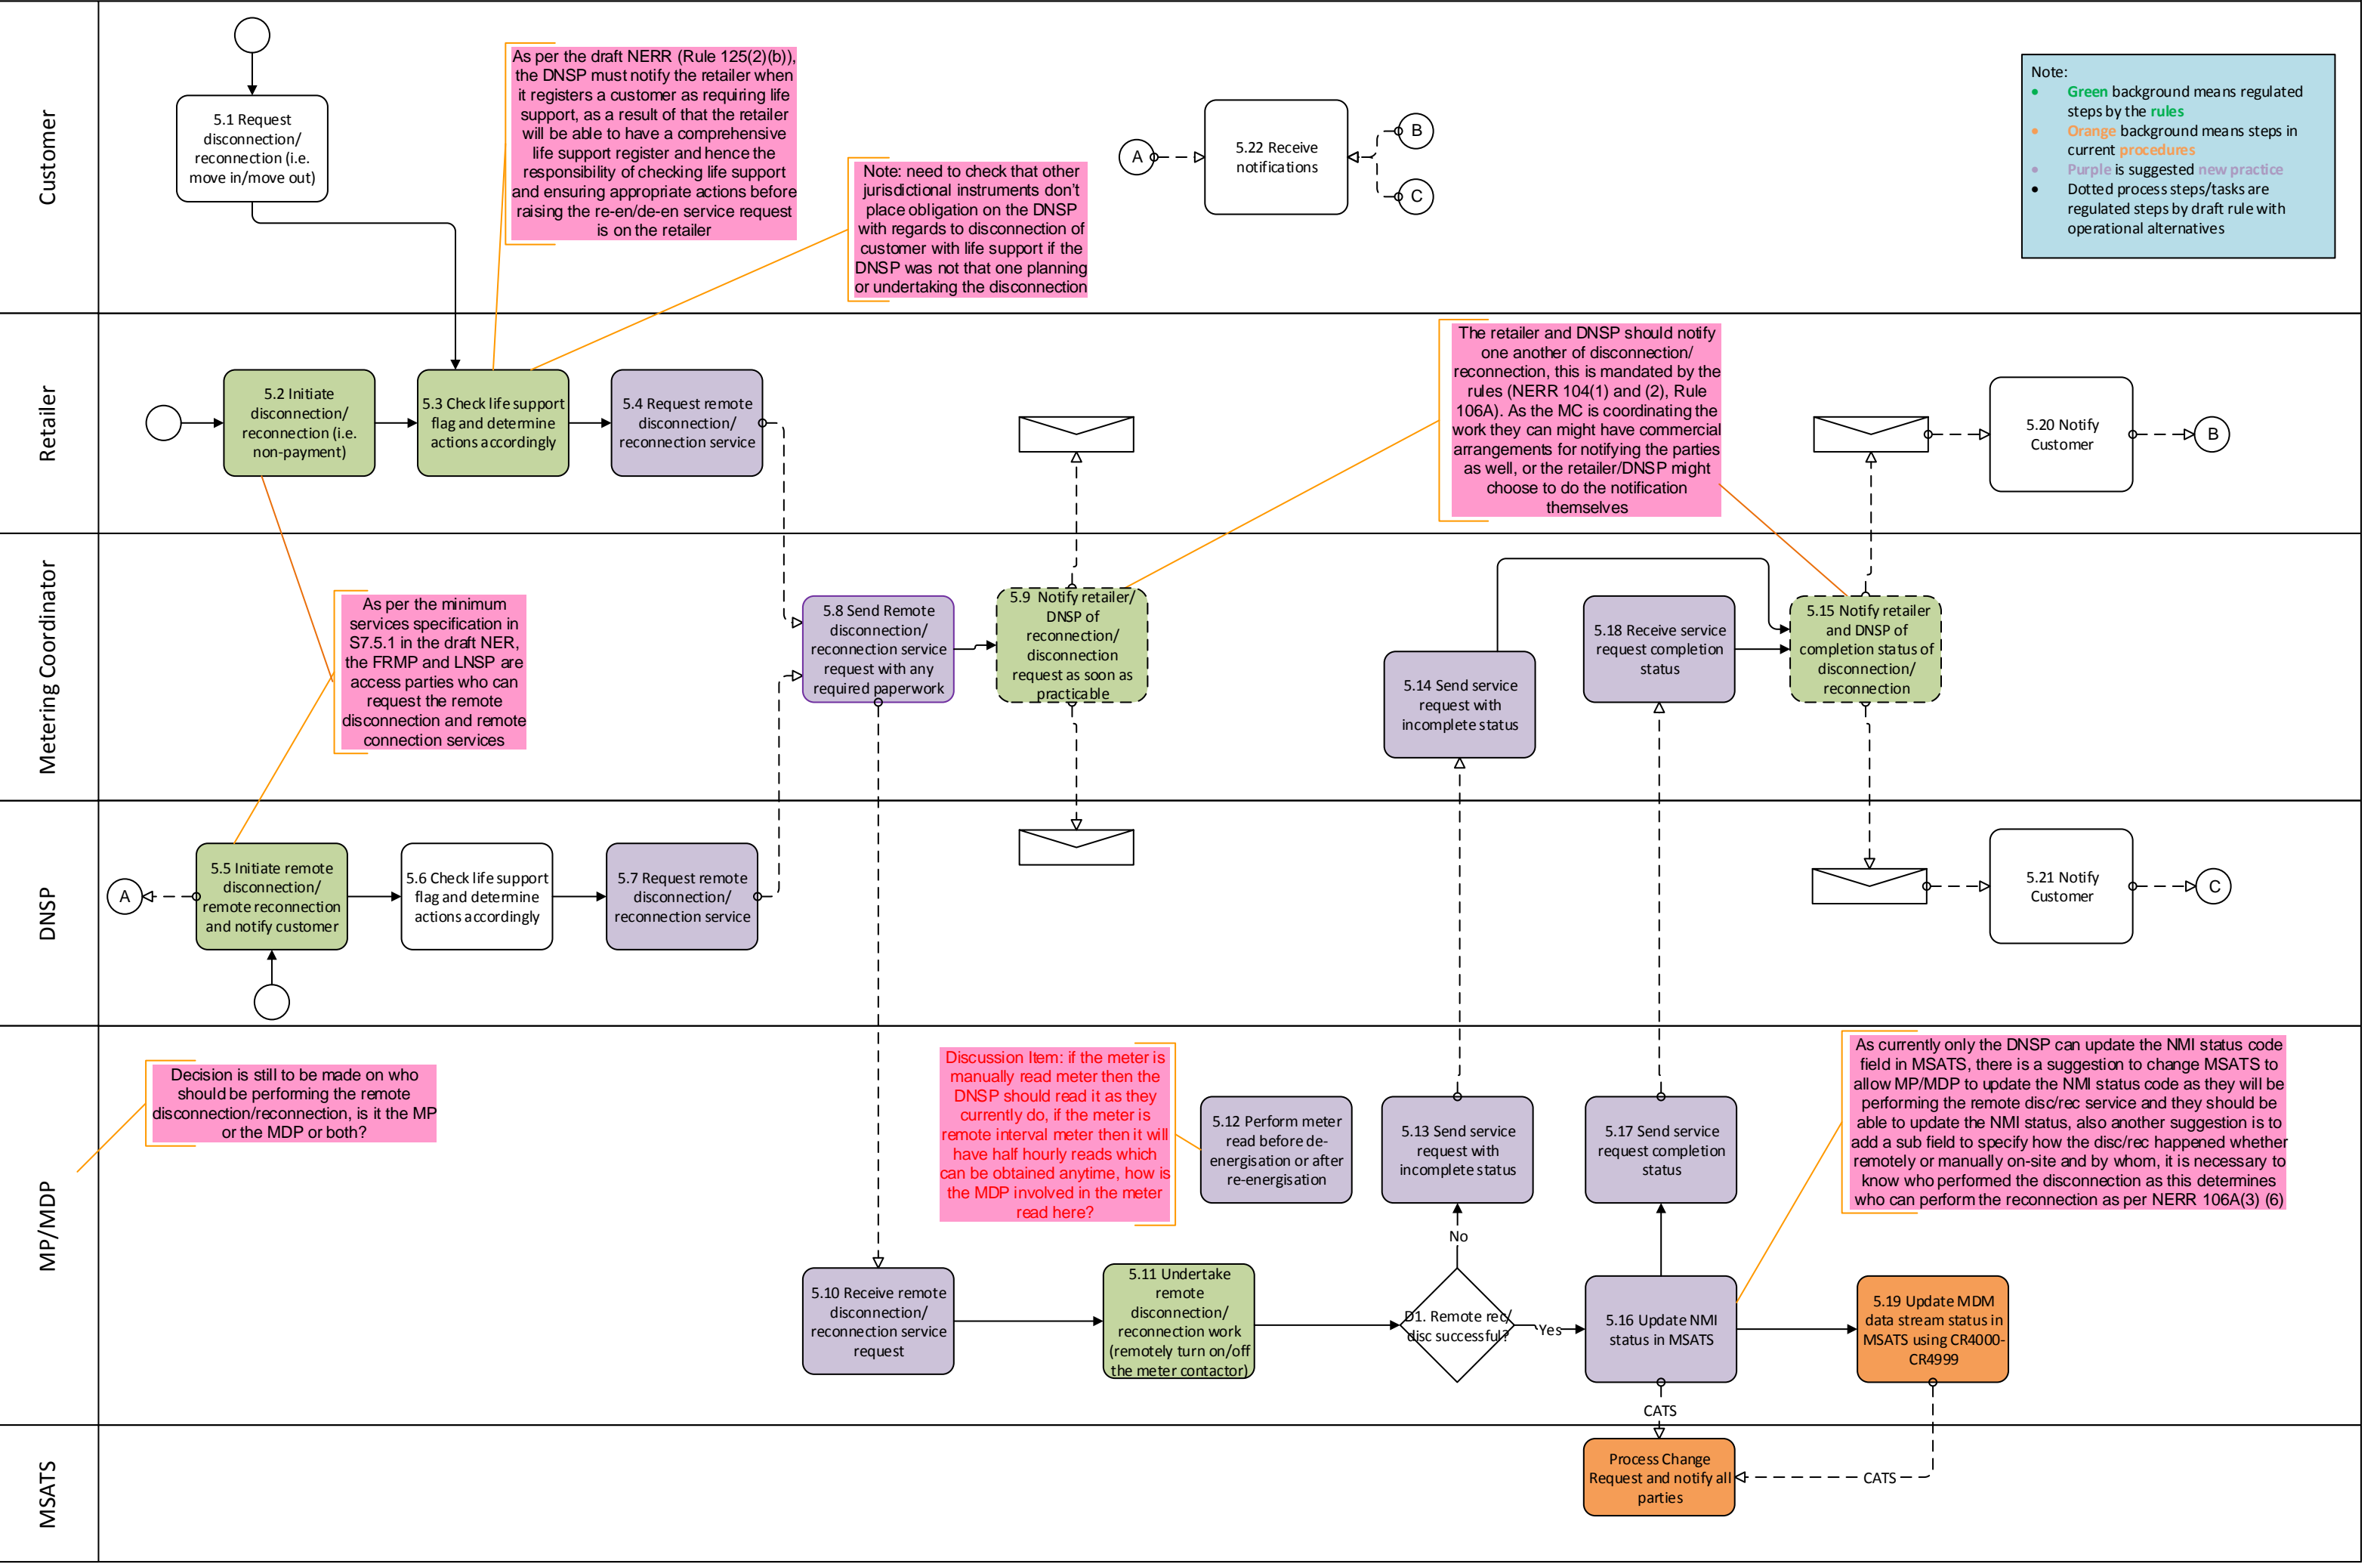 Customer
5.1 Request
disconnection/
reconnection (i.e.
move in/move out)
As per the draft NERR (Rule 125(2)(b)),
the DNSP must notify the retailer when
it registers a customer as requiring life
support, as a result of that the retailer
will be able to have a comprehensive
life support register and hence the
responsibility of checking life support
and ensuring appropriate actions before
raising the re-en/de-en service request
is on the retailer
Note: need to check that other
jurisdictional instruments don't
place obligation on the DNSP
with regards to disconnection of
customer with life support if the
DNSP was not that one planning
or undertaking the disconnection
A
5.22 Receive
notifications
B
C
Note:
• Green background means regulated
steps by the rules
• Orange background means steps in
current procedures
• Purple is suggested new practice
• Dotted process steps/tasks are
regulated steps by draft rule with
operational alternatives
Retailer
5.2 Initiate
disconnection/
reconnection (i.e.
non-payment)
5.3 Check life support
flag and determine
actions accordingly
5.4 Request remote
disconnection/
reconnection service
The retailer and DNSP should notify
one another of disconnection/
reconnection, this is mandated by the
rules (NERR 104(1) and (2), Rule
106A). As the MC is coordinating the
work they can might have commercial
arrangements for notifying the parties
as well, or the retailer/DNSP might
choose to do the notification
themselves
5.20 Notify
Customer
B
Metering Coordinator
As per the minimum
services specification in
S7.5.1 in the draft NER,
the FRMP and LNSP are
access parties who can
request the remote
disconnection and remote
connection services
5.8 Send Remote
disconnection/
reconnection service
request with any
required paperwork
5.9 Notify retailer/
DNSP of
reconnection/
disconnection
request as soon as
practicable
5.14 Send service
request with
incomplete status
5.18 Receive service
request completion
status
5.15 Notify retailer
and DNSP of
completion status of
disconnection/
reconnection
DNSP
A
5.5 Initiate remote
disconnection/
remote reconnection
and notify customer
5.6 Check life support
flag and determine
actions accordingly
5.7 Request remote
disconnection/
reconnection service
5.21 Notify
Customer
C
MP/MDP
Decision is still to be made on who
should be performing the remote
disconnection/reconnection, is it the MP
or the MDP or both?
Discussion Item: if the meter is
manually read meter then the
DNSP should read it as they
currently do, if the meter is
remote interval meter then it will
have half hourly reads which
can be obtained anytime, how is
the MDP involved in the meter
read here?
5.12 Perform meter
read before de-
energisation or after
re-energisation
5.13 Send service
request with
incomplete status
5.17 Send service
request completion
status
As currently only the DNSP can update the NMI status code
field in MSATS, there is a suggestion to change MSATS to
allow MP/MDP to update the NMI status code as they will be
performing the remote disc/rec service and they should be
able to update the NMI status, also another suggestion is to
add a sub field to specify how the disc/rec happened whether
remotely or manually on-site and by whom, it is necessary to
know who performed the disconnection as this determines
who can perform the reconnection as per NERR 106A(3) (6)
No
5.10 Receive remote
disconnection/
reconnection service
request
5.11 Undertake
remote
disconnection/
reconnection work
(remotely turn on/off
the meter contactor)
D1. Remote rec/
disc successful?
Yes
5.16 Update NMI
status in MSATS
5.19 Update MDM
data stream status in
MSATS using CR4000-
CR4999
CATS
MSATS
Process Change
Request and notify all
parties
CATS